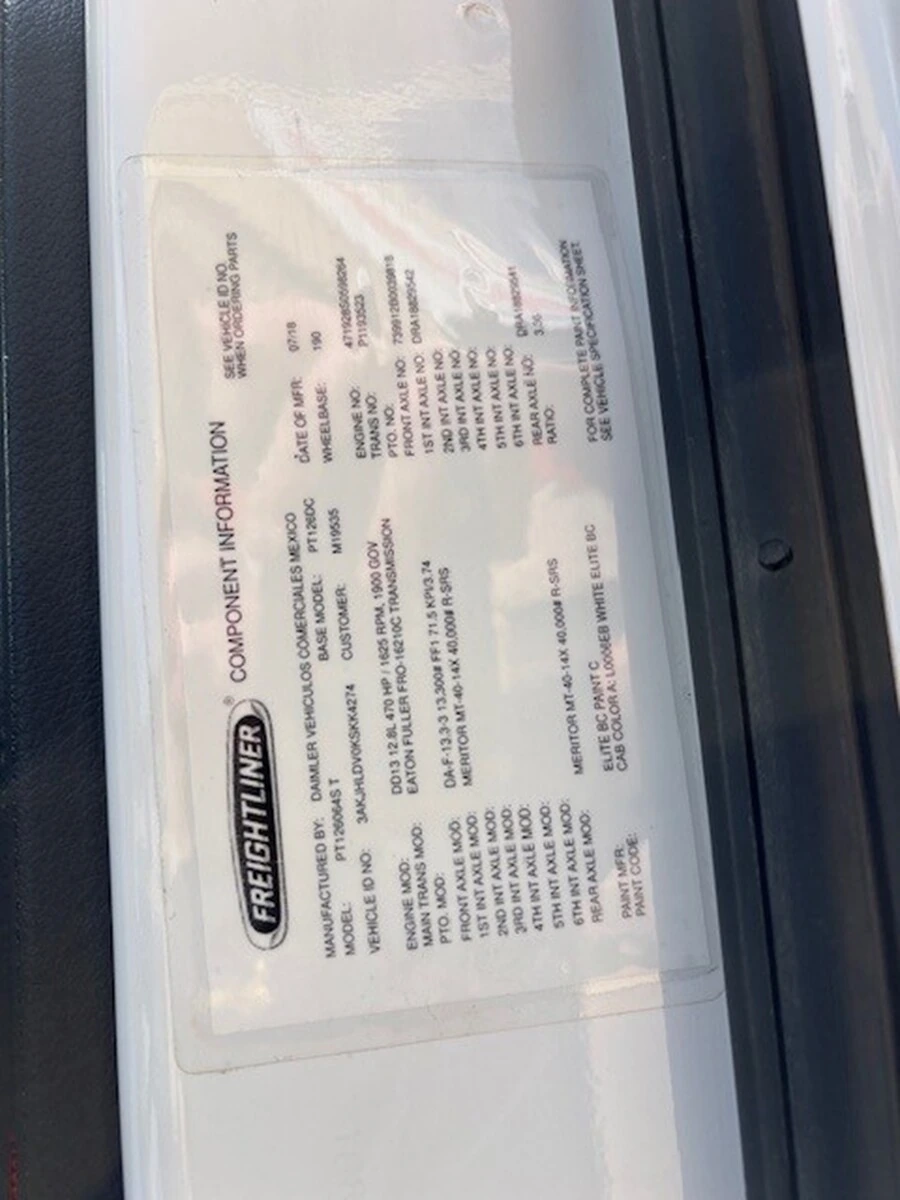 FREIGHTLINER® COMPONENT INFORMATION
SEE VEHICLE ID NO.
WHEN ORDERING PARTS
MANUFACTURED BY: DAIMLER VEHICULOS COMERCIALES MEXICO
DATE OF MFR: 07/18
MODEL: PT126064S T BASE MODEL: PT126DC
WHEELBASE: 190
VEHICLE ID NO: 3AKJHLDV0KSKK4274 CUSTOMER: M19535
ENGINE NO:
TRANS NO: P1193523
ENGINE MOD: DD13 12.8L 470 HP / 1625 RPM, 1900 GOV
MAIN TRANS MOD: EATON FULLER FRO-16210C TRANSMISSION
PTO. NO:
PTO. MOD:
FRONT AXLE NO:
FRONT AXLE MOD: DA-F-13.3-3 13,300# FF1 71.5 KPI/3.74
1ST INT AXLE NO: DRA18829542
1ST INT AXLE MOD: MERITOR MT-40-14X 40,000# R-SRS
2ND INT AXLE NO:
2ND INT AXLE MOD:
3RD INT AXLE NO:
3RD INT AXLE MOD:
4TH INT AXLE NO:
4TH INT AXLE MOD:
5TH INT AXLE NO:
5TH INT AXLE MOD:
6TH INT AXLE NO:
6TH INT AXLE MOD:
REAR AXLE NO: DRA18829541
REAR AXLE MOD: MERITOR MT-40-14X 40,000# R-SRS
RATIO:
PAINT MFR: ELITE BC PAINT C
PAINT CODE: CAB COLOR A: L0006EB WHITE ELITE BC
FOR COMPLETE PAINT INFORMATION
SEE VEHICLE SPECIFICATION SHEET.